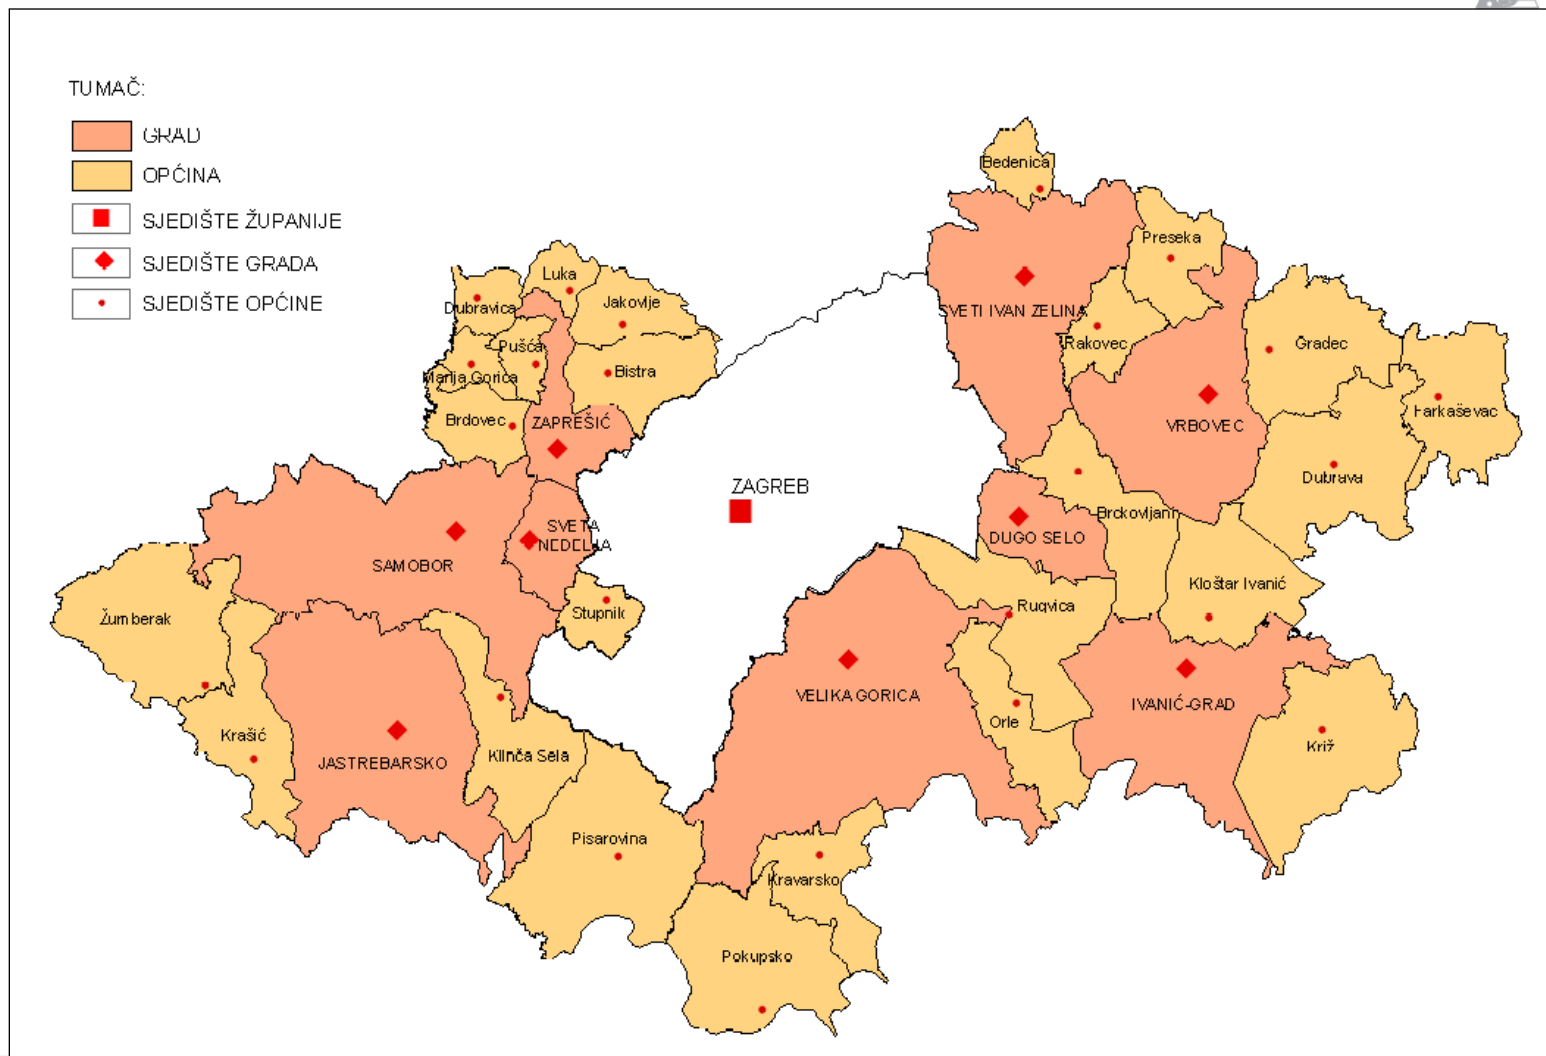 TUMAČ:
GRAD
OPĆINA
SJEDIŠTE ŽUPANIJE
SJEDIŠTE GRADA
SJEDIŠTE OPĆINE
Bedenica
Preseka
SVETI IVAN ZELINA
Rakovec
Gradec
Farkaševac
VRBOVEC
Dubrava
Luka
Dubravica
Jakovlje
Pušća
Marija Gorica
Bistra
Brdovec
ZAPREŠIĆ
ZAGREB
SVETA
NEDELJA
SAMOBOR
Stupnik
Žumberak
Krašić
JASTREBARSKO
Klinča Sela
Pisarovina
DUGO SELO
Brckovljani
Kloštar Ivanić
Rugvica
VELIKA GORICA
Orle
IVANIĆ-GRAD
Križ
Kravarsko
Pokupsko